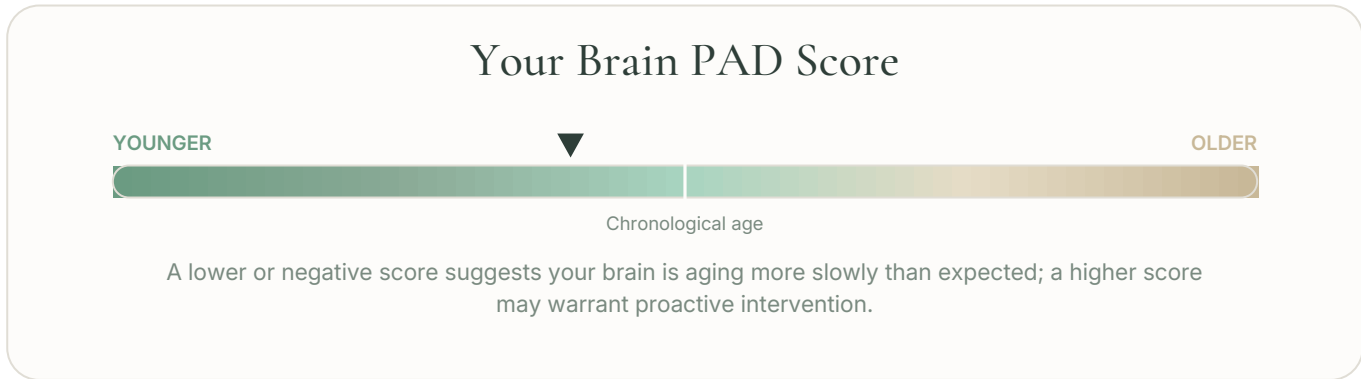 Your Brain PAD Score
YOUNGER
OLDER
Chronological age
A lower or negative score suggests your brain is aging more slowly than expected; a higher score
may warrant proactive intervention.